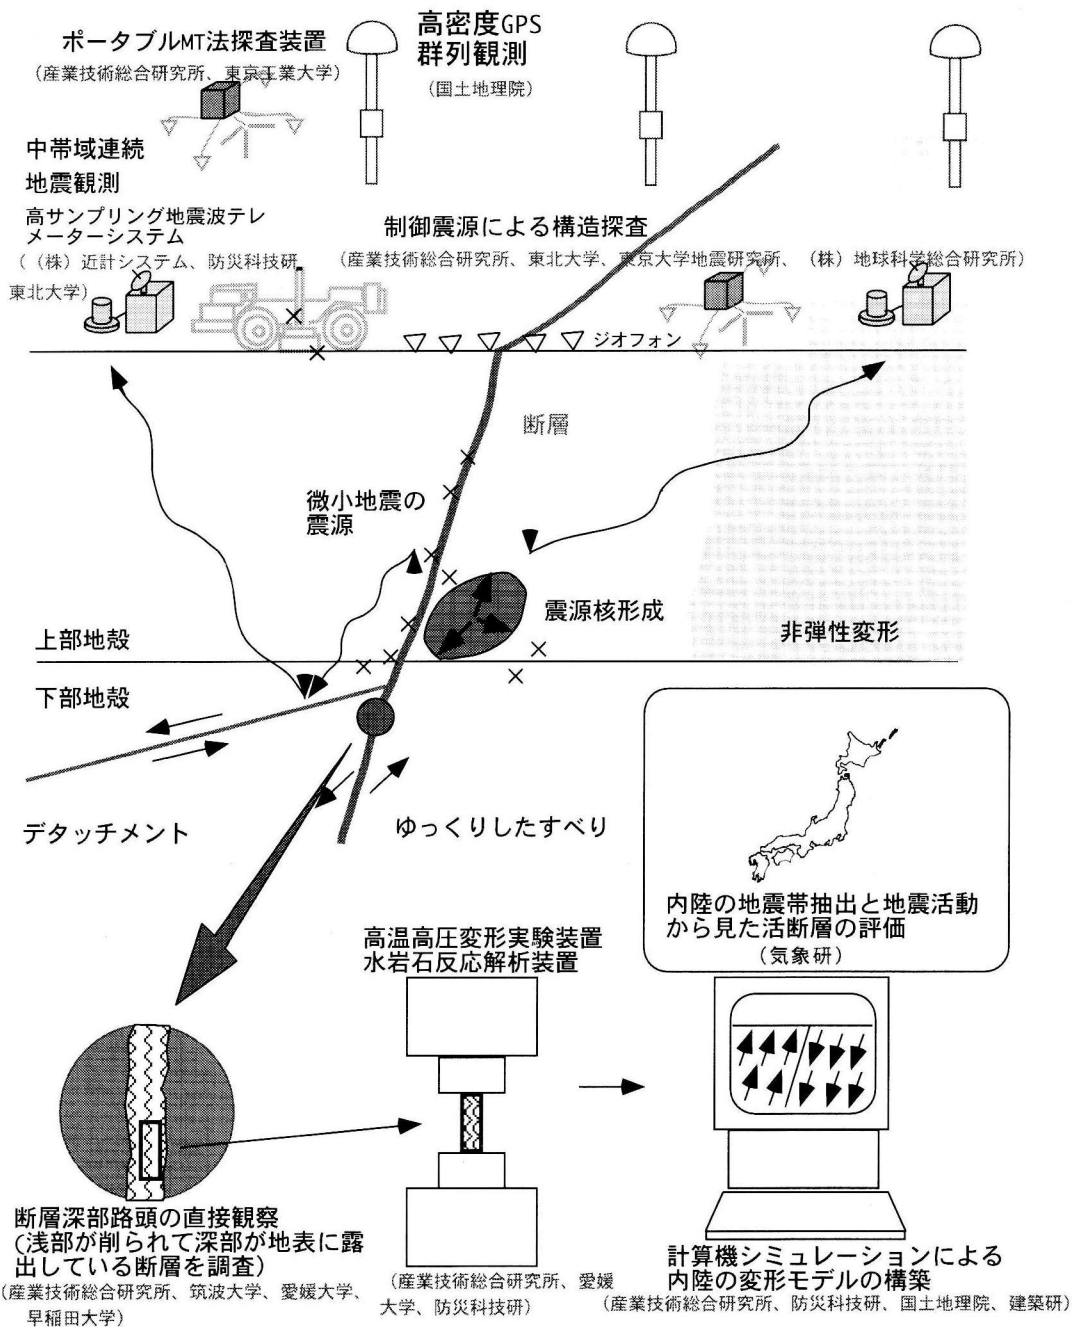 ポータブルMT法探査装置
(産業技術総合研究所、東京工業大学)
高密度GPS
群列観測
(国土地理院)
中帯域連続
地震観測
高サンプリング地震波テレ
メーターシステム
((株)近計システム、防災科技研
東北大学)
制御震源による構造探査
(産業技術総合研究所、東北大学、東京大学地震研究所、(株)地球科学総合研究所)
ジオフォン
断層
微小地震の
震源
震源核形成
非弾性変形
上部地殻
下部地殻
デタッチメント
ゆっくりしたすべり
内陸の地震帯抽出と地震活動
から見た活断層の評価
(気象研)
高温高圧変形実験装置
水岩石反応解析装置
断層深部路頭の直接観察
(浅部が削られて深部が地表に露
出している断層を調査)
(産業技術総合研究所、筑波大学、愛媛大学、
早稲田大学)
(産業技術総合研究所、愛媛
大学、防災科技研)
計算機シミュレーションによる
内陸の変形モデルの構築
(産業技術総合研究所、防災科技研、国土地理院、建築研)